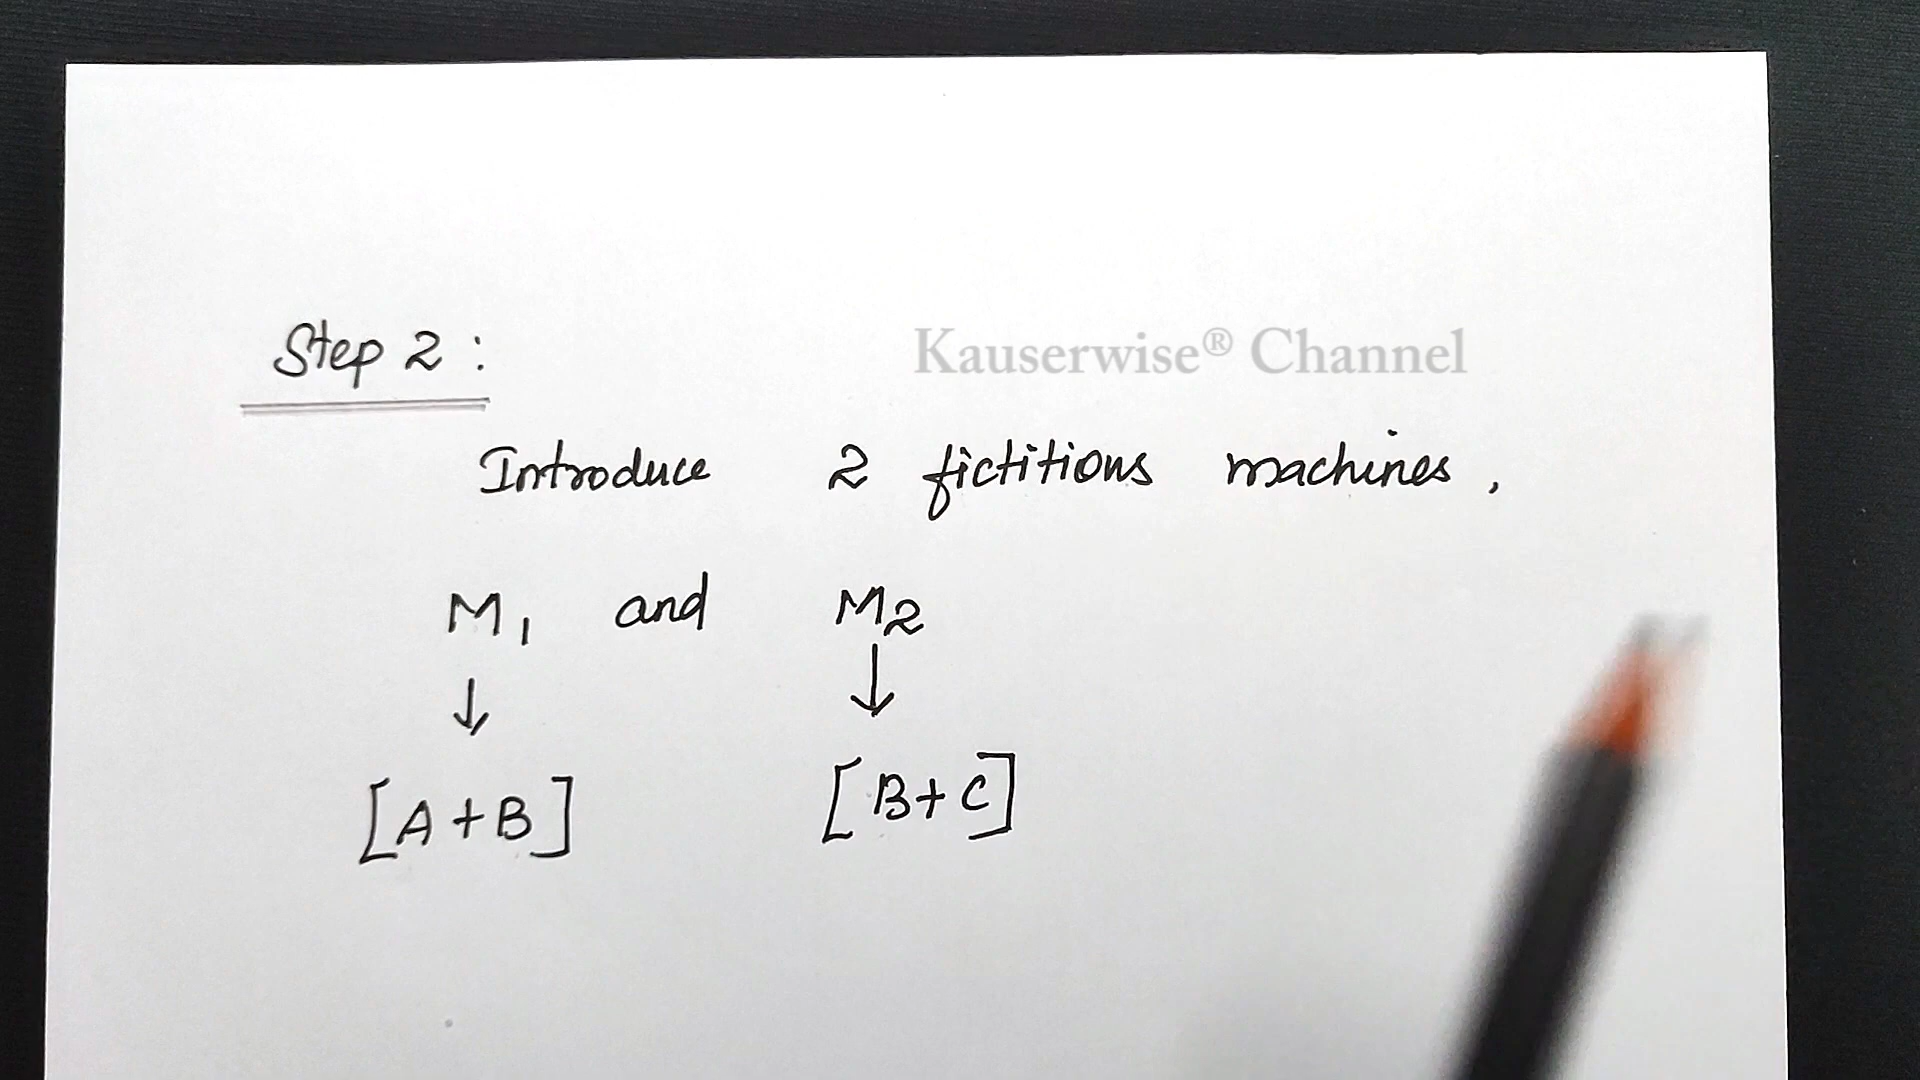 Step 2 :
Kauserwise® Channel
Introduce 2 fictitions machines.
M1 and M2
↓ ↓
[A+B] [B+C]